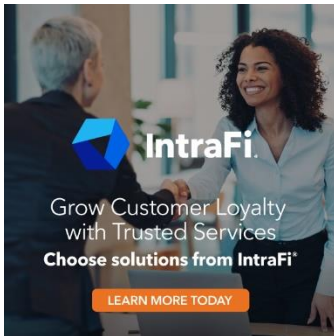 IntraFi.
Grow Customer Loyalty
with Trusted Services
Choose solutions from IntraFi®
LEARN MORE TODAY